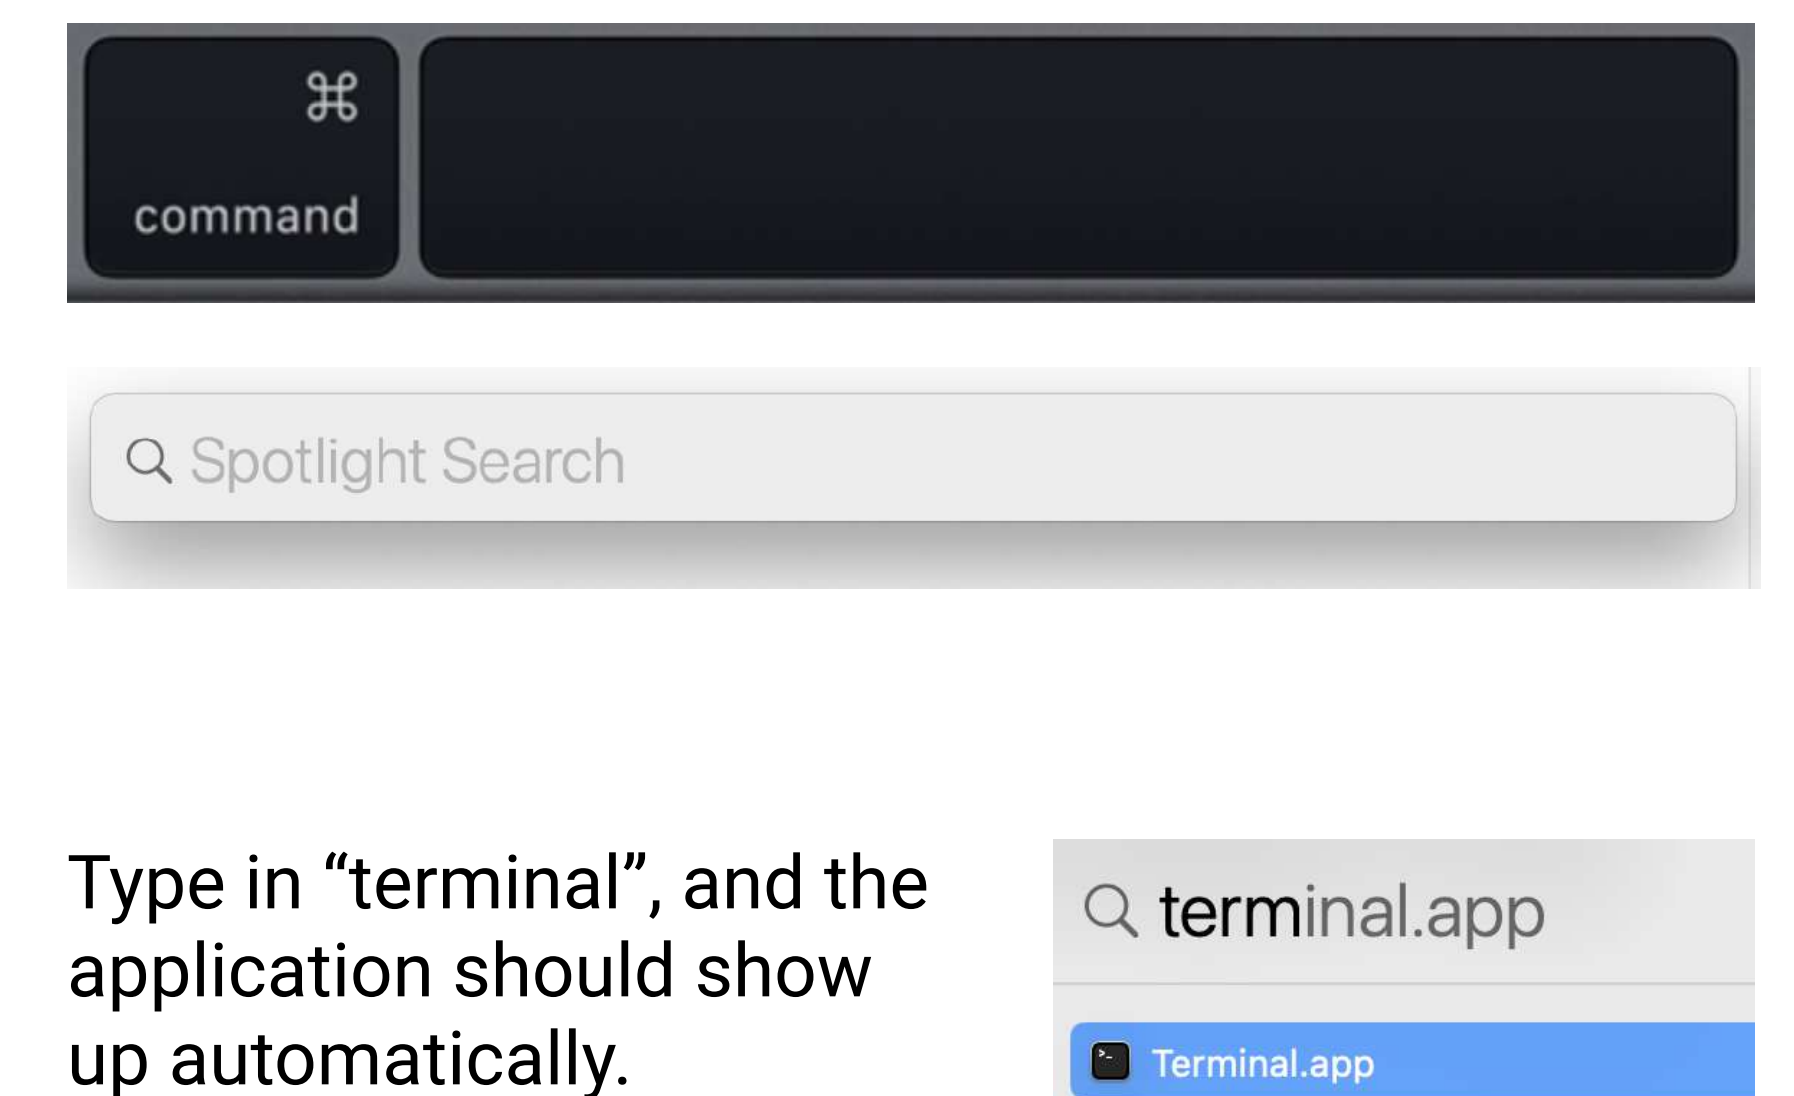 ⌘
command
Spotlight Search
Type in “terminal”, and the
application should show
up automatically.
terminal.app
Terminal.app